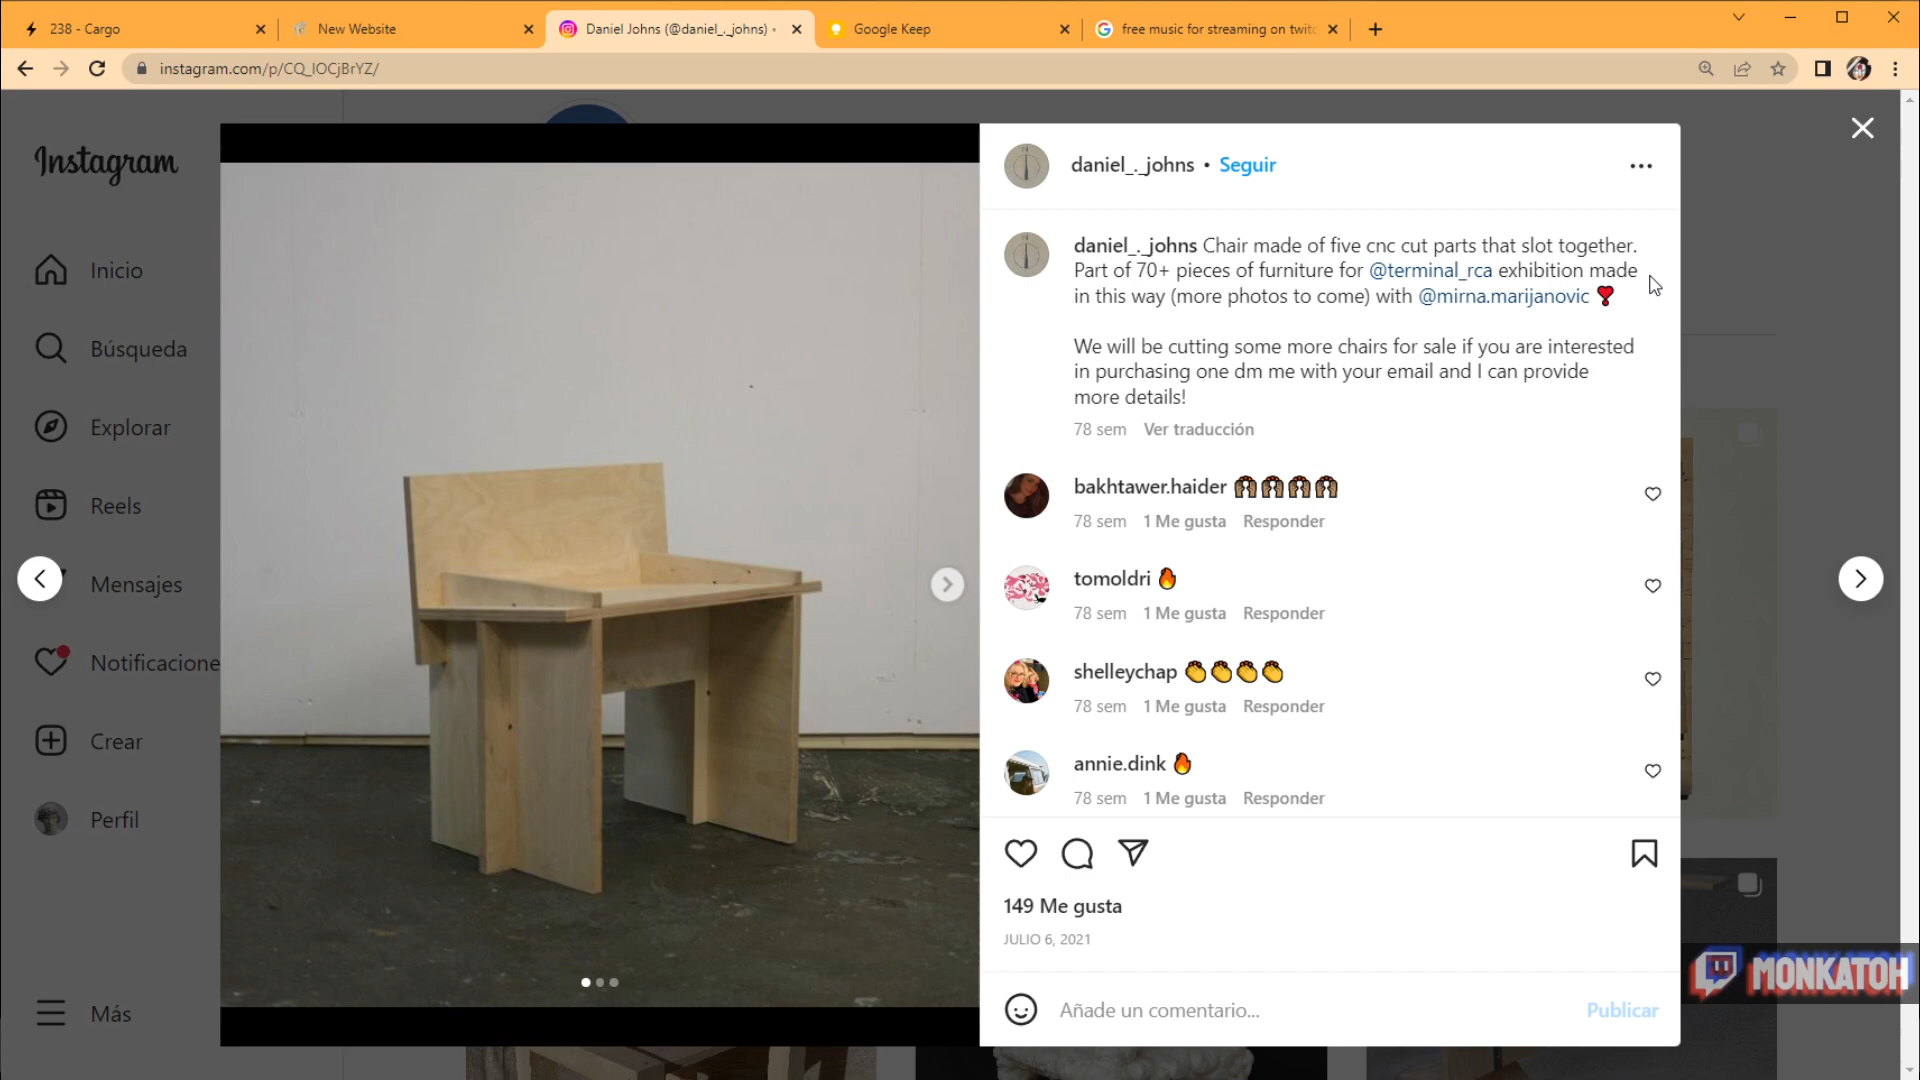 238 - Cargo
New Website
Daniel Johns (@daniel_._johns) •
Google Keep
free music for streaming on twitc
instagram.com/p/CQ_IOCjBrYZ/
Instagram
Inicio
Búsqueda
Explorar
Reels
Mensajes
Notificacione
Crear
Perfil
Más
daniel_._johns • Seguir
daniel_._johns Chair made of five cnc cut parts that slot together.
Part of 70+ pieces of furniture for @terminal_rca exhibition made
in this way (more photos to come) with @mirna.marijanovic
We will be cutting some more chairs for sale if you are interested
in purchasing one dm me with your email and I can provide
more details!
78 sem Ver traducción
bakhtawer.haider
78 sem 1 Me gusta Responder
tomoldri
78 sem 1 Me gusta Responder
shelleychap
78 sem 1 Me gusta Responder
annie.dink
78 sem 1 Me gusta Responder
149 Me gusta
JULIO 6, 2021
Añade un comentario... Publicar
MONKATOH